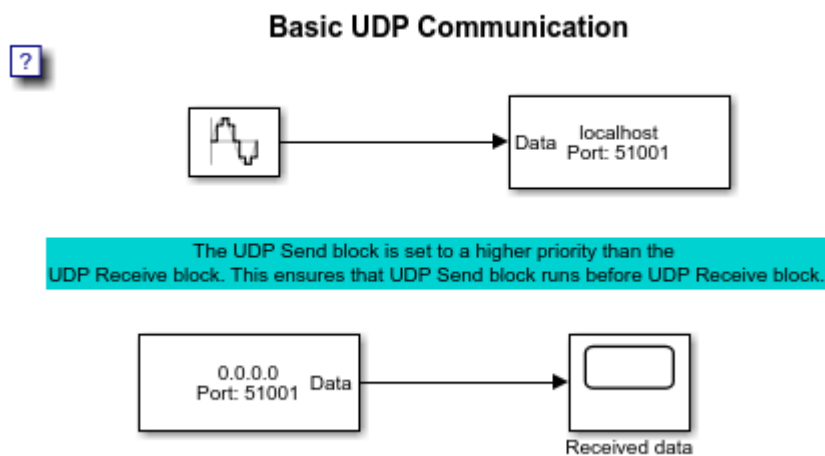 Basic UDP Communication
?
Data
localhost
Port: 51001
The UDP Send block is set to a higher priority than the
UDP Receive block. This ensures that UDP Send block runs before UDP Receive block.
0.0.0.0
Port: 51001
Data
Received data